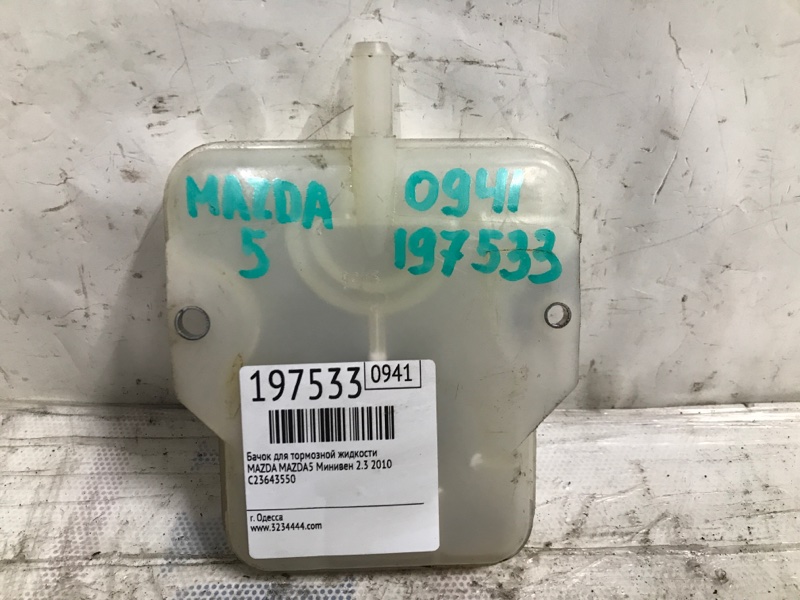 MAZDA 0941
5 197533
197533 0941
Бачок для тормозной жидкости
MAZDA MAZDA5 Минивен 2.3 2010
C23643550
г. Одесса
www.3234444.com